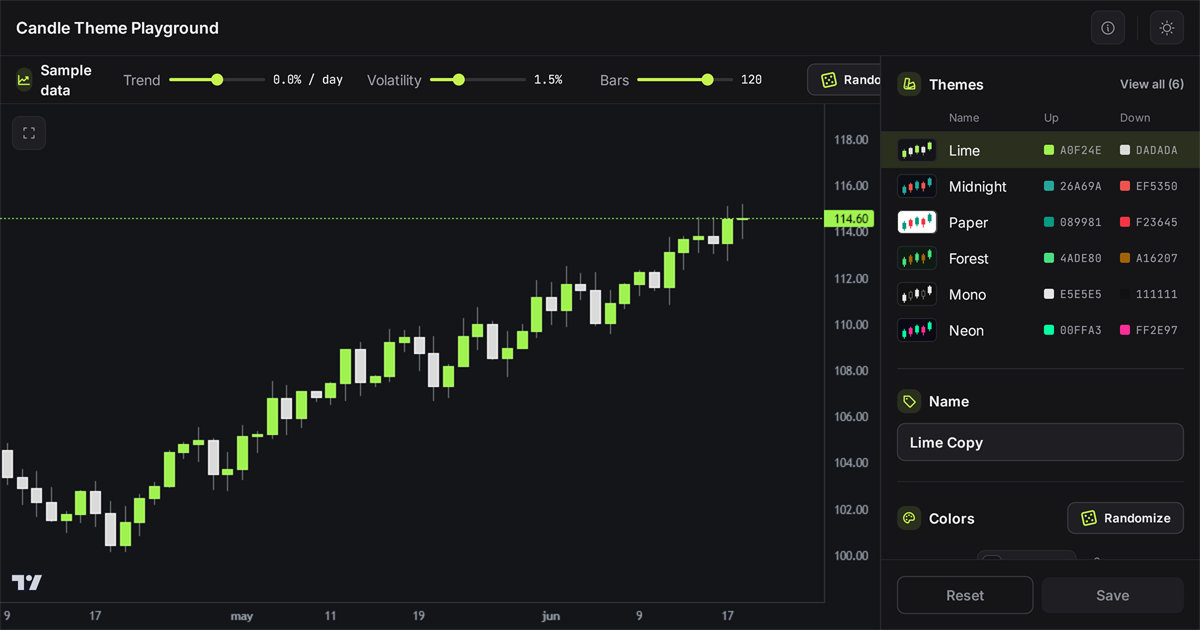 Candle Theme Playground
Sample data
Trend 0.0% / day Volatility 1.5% Bars 120 Rando
118.00
116.00
114.60
114.00
112.00
110.00
108.00
106.00
104.00
102.00
100.00
9 17 may 11 19 jun 9 17
Themes View all (6)
Name Up Down
Lime A0F24E DADADA
Midnight 26A69A EF5350
Paper 089981 F23645
Forest 4ADE80 A16207
Mono E5E5E5 111111
Neon 00FFA3 FF2E97
Name
Lime Copy
Colors Randomize
Reset Save